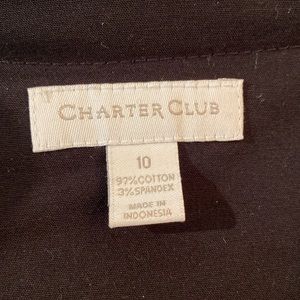 CHARTER CLUB
10
97% COTTON
3% SPANDEX
MADE IN
INDONESIA